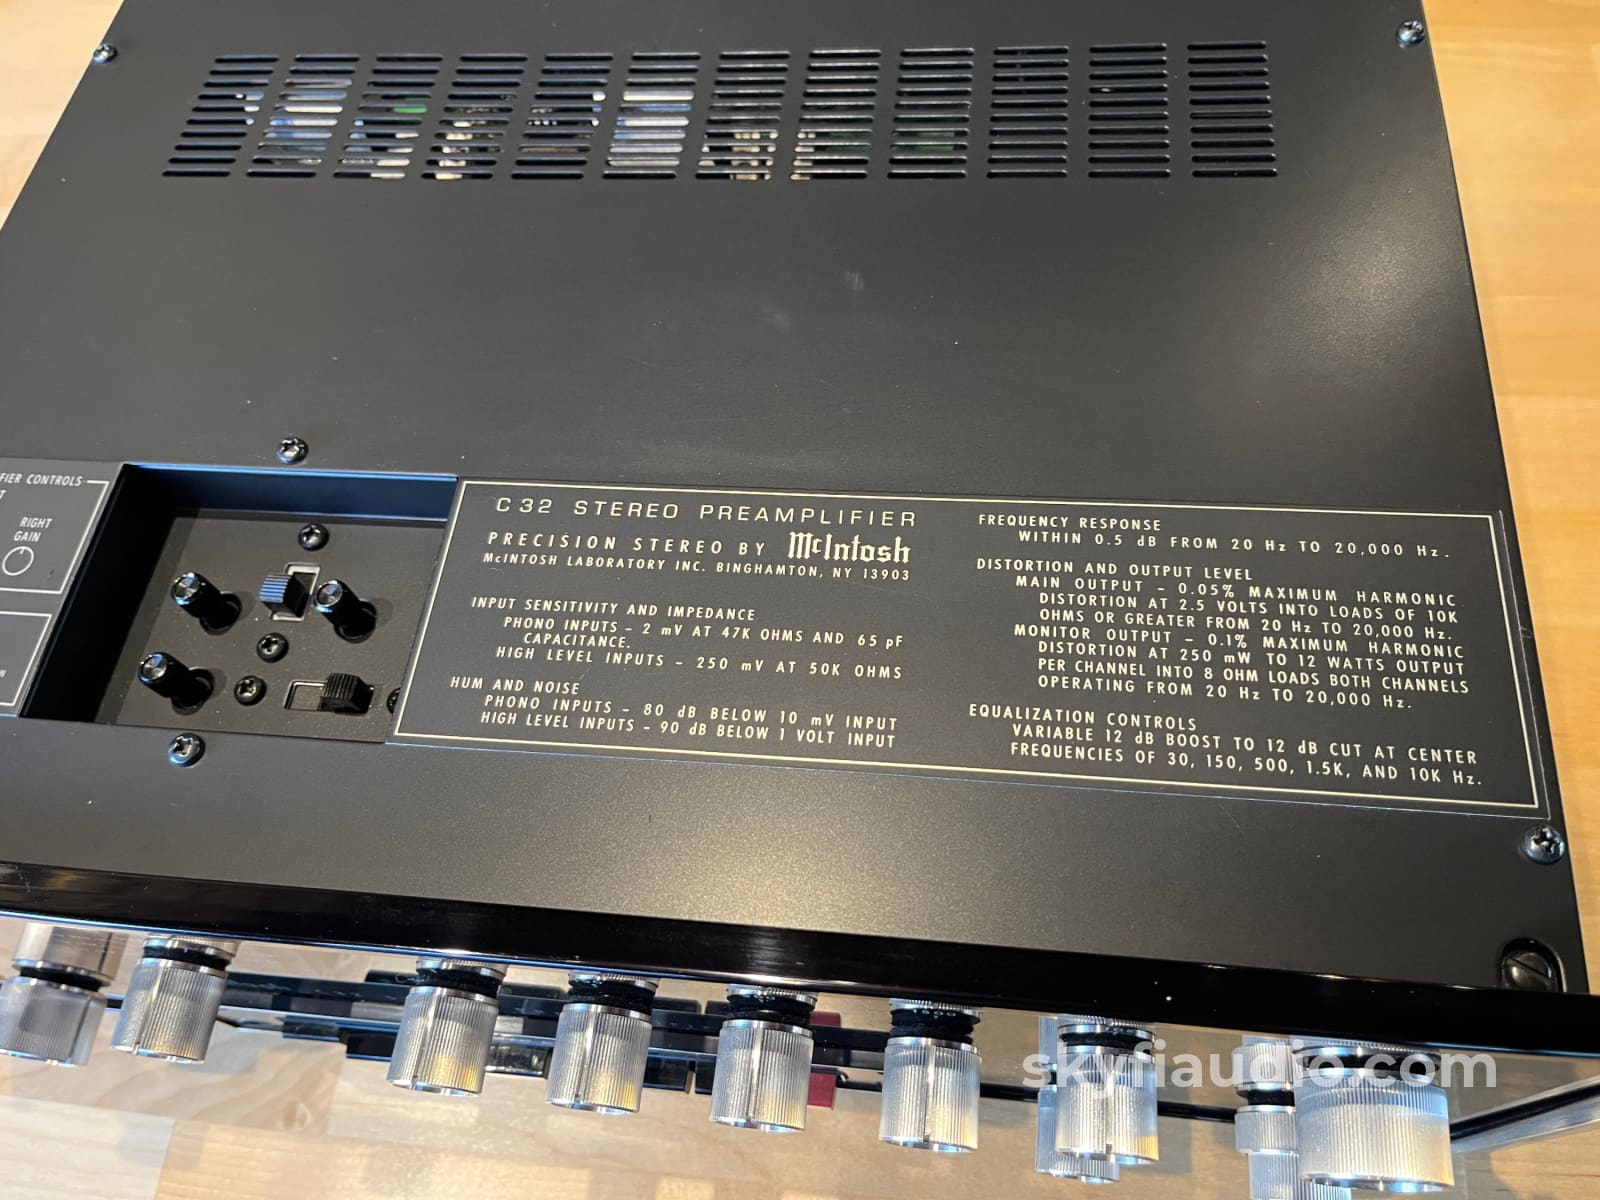 FIER CONTROLS
T
RIGHT
GAIN
C 32 STEREO PREAMPLIFIER
PRECISION STEREO BY McIntosh
McINTOSH LABORATORY INC. BINGHAMTON, NY 13903
INPUT SENSITIVITY AND IMPEDANCE
PHONO INPUTS – 2 mV AT 47K OHMS AND 65 pF
CAPACITANCE.
HIGH LEVEL INPUTS – 250 mV AT 50K OHMS
HUM AND NOISE
PHONO INPUTS – 80 dB BELOW 10 mV INPUT
HIGH LEVEL INPUTS – 90 dB BELOW 1 VOLT INPUT
FREQUENCY RESPONSE
WITHIN 0.5 dB FROM 20 Hz TO 20,000 Hz.
DISTORTION AND OUTPUT LEVEL
MAIN OUTPUT – 0.05% MAXIMUM HARMONIC
DISTORTION AT 2.5 VOLTS INTO LOADS OF 10K
OHMS OR GREATER FROM 20 Hz TO 20,000 Hz.
MONITOR OUTPUT – 0.1% MAXIMUM HARMONIC
DISTORTION AT 250 mW TO 12 WATTS OUTPUT
PER CHANNEL INTO 8 OHM LOADS BOTH CHANNELS
OPERATING FROM 20 Hz TO 20,000 Hz.
EQUALIZATION CONTROLS
VARIABLE 12 dB BOOST TO 12 dB CUT AT CENTER
FREQUENCIES OF 30, 150, 500, 1.5K, AND 10K Hz.
1500
skyfiaudio.com